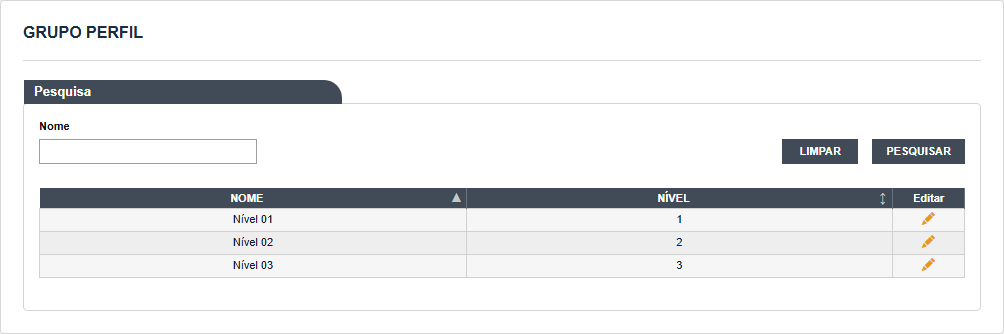 GRUPO PERFIL
Pesquisa
Nome
LIMPAR PESQUISAR
NOME NÍVEL Editar
Nível 01 1
Nível 02 2
Nível 03 3